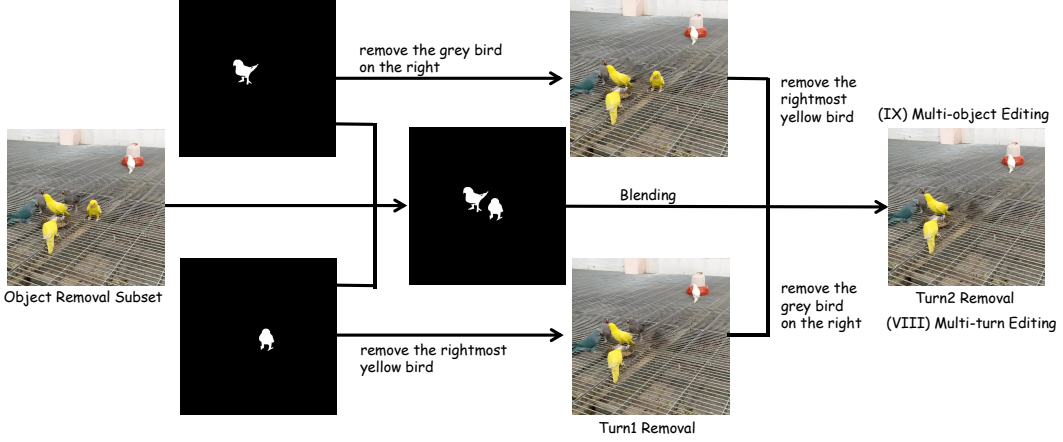 remove the grey bird
on the right
remove the
rightmost
yellow bird
(IX) Multi-object Editing
Blending
Object Removal Subset
remove the
grey bird
on the right
Turn2 Removal
(VIII) Multi-turn Editing
remove the rightmost
yellow bird
Turn1 Removal